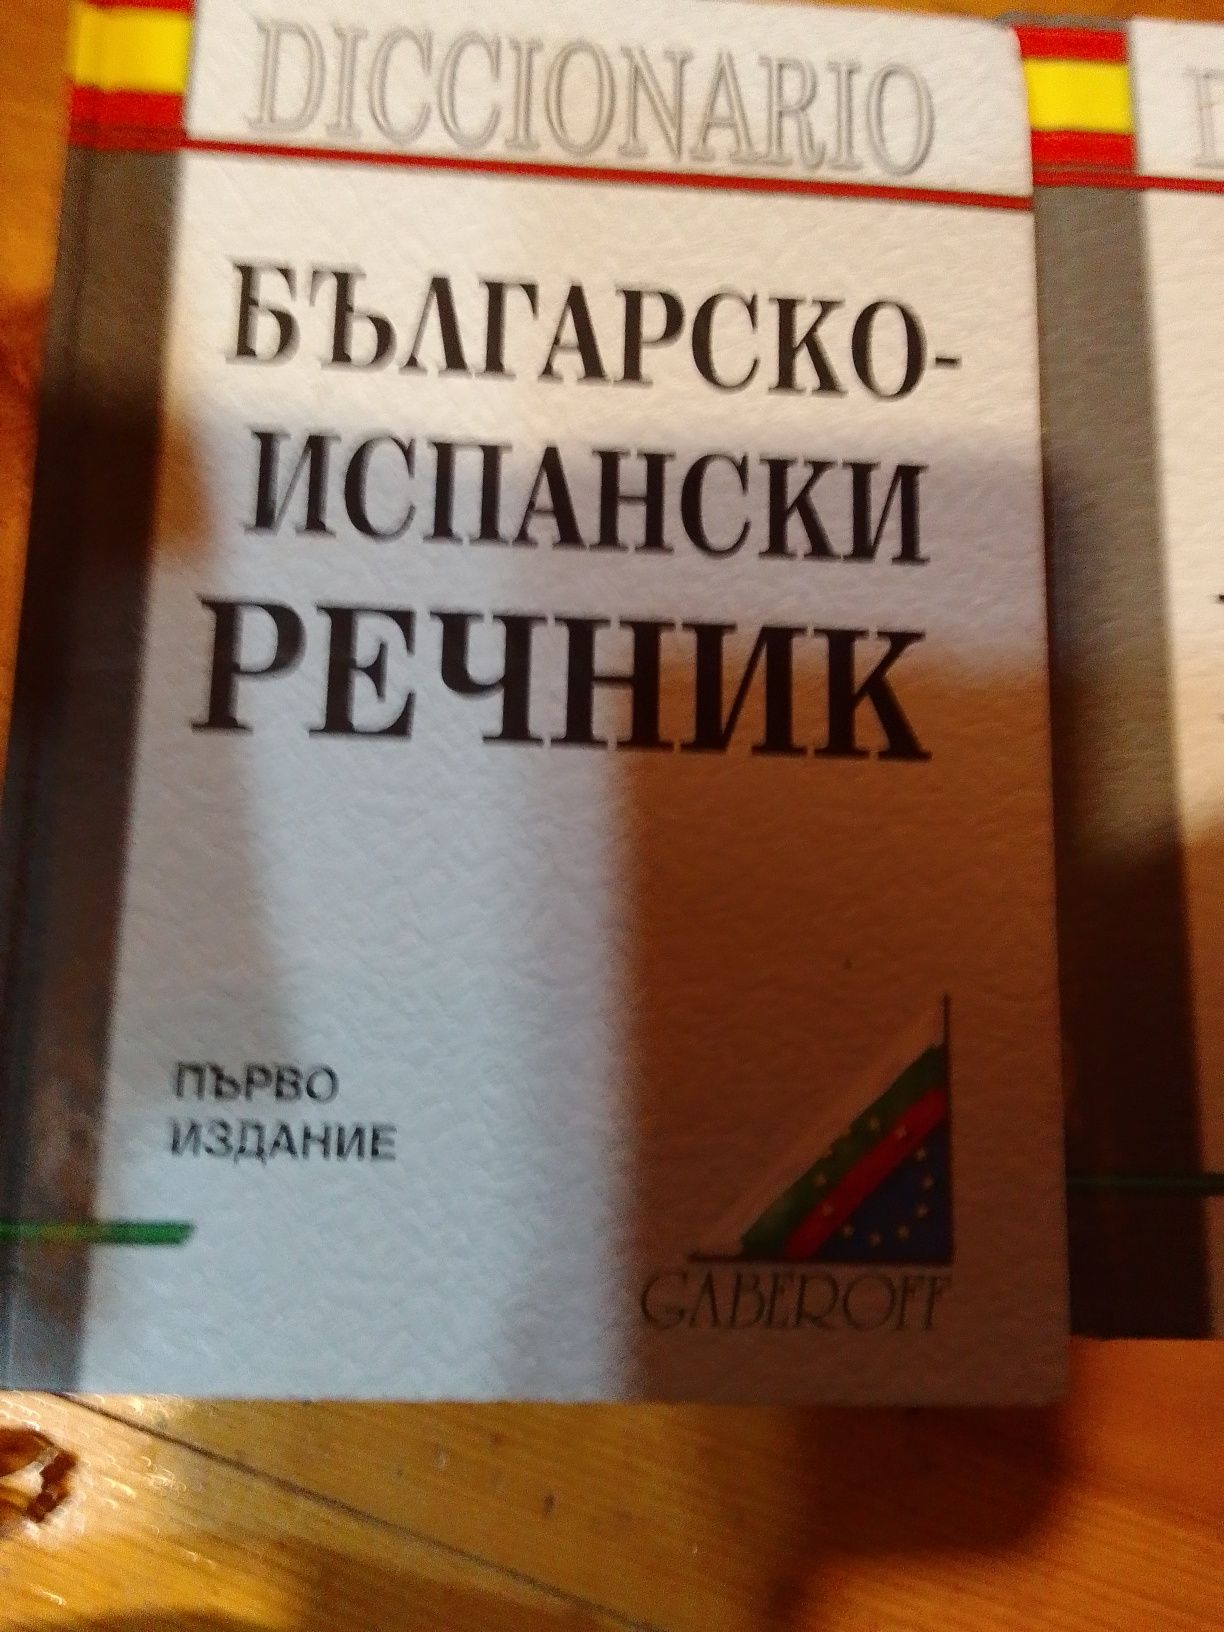 DICCIONARIO
БЪЛГАРСКО-
ИСПАНСКИ
РЕЧНИК
ПЪРВО
ИЗДАНИЕ
GABEROFF